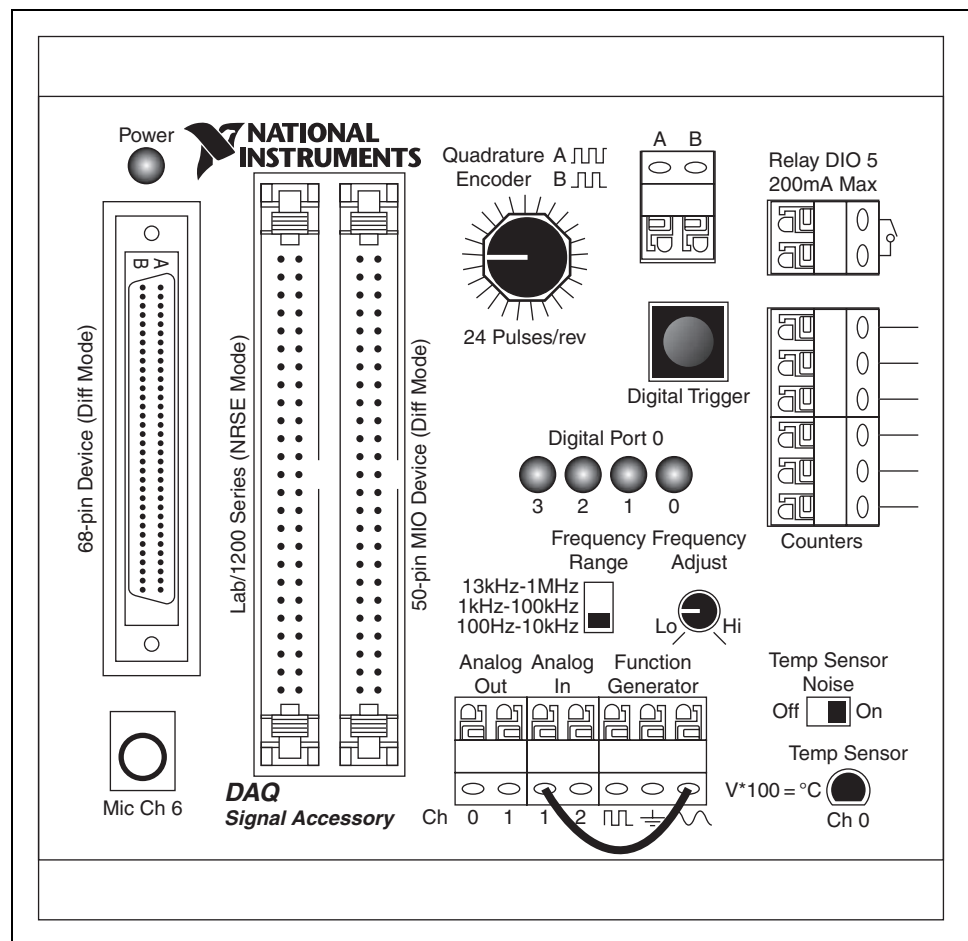 Power
NATIONAL
INSTRUMENTS
Quadrature A
Encoder B
A B
Relay DIO 5
200mA Max
A
B
68-pin Device (Diff Mode)
Lab/1200 Series (NRSE Mode)
50-pin MIO Device (Diff Mode)
24 Pulses/rev
Digital Trigger
Digital Port 0
3 2 1 0
Counters
Frequency
Range
Frequency
Adjust
13kHz-1MHz
1kHz-100kHz
100Hz-10kHz
Lo Hi
Analog
Out
Analog
In
Function
Generator
Temp Sensor
Noise
Off On
Temp Sensor
V*100 = °C
Ch 0
Mic Ch 6
DAQ
Signal Accessory
Ch 0 1 1 2